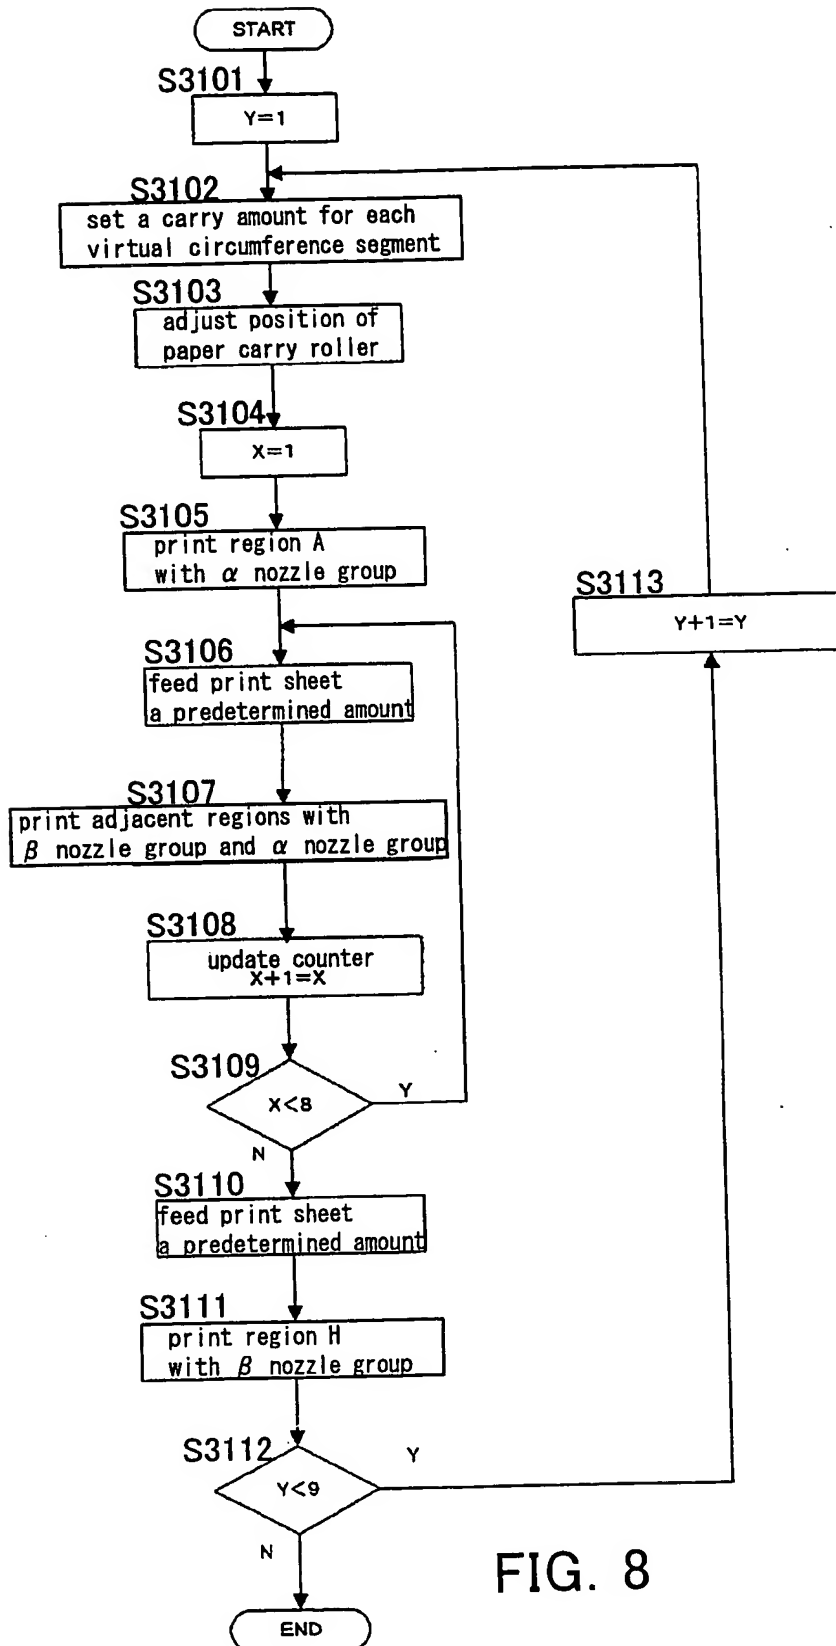 START
S3101
Y=1
S3102
set a carry amount for each
virtual circumference segment
S3103
adjust position of
paper carry roller
S3104
X=1
S3105
print region A
with α nozzle group
S3106
feed print sheet
a predetermined amount
S3107
print adjacent regions with
β nozzle group and α nozzle group
S3108
update counter
X+1=X
S3109
X<8
Y
N
S3110
feed print sheet
a predetermined amount
S3111
print region H
with β nozzle group
S3112
Y<9
Y
N
S3113
Y+1=Y
END
FIG. 8